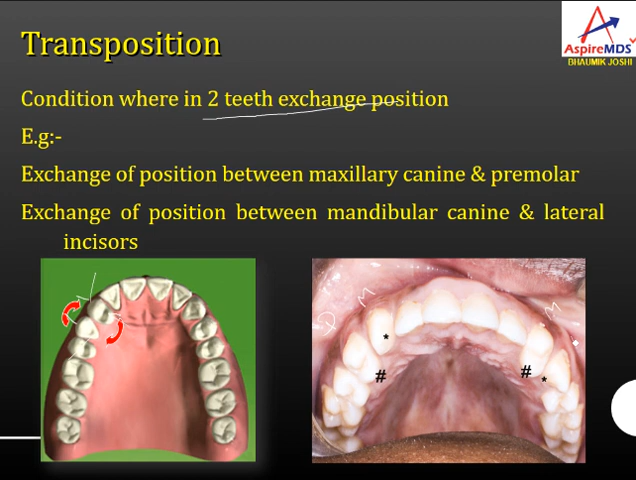 Transposition
AspireMDS
BHAUMIK JOSHI
Condition where in 2 teeth exchange position
E.g:-
Exchange of position between maxillary canine & premolar
Exchange of position between mandibular canine & lateral
incisors
M
M
D
*
#
#
*